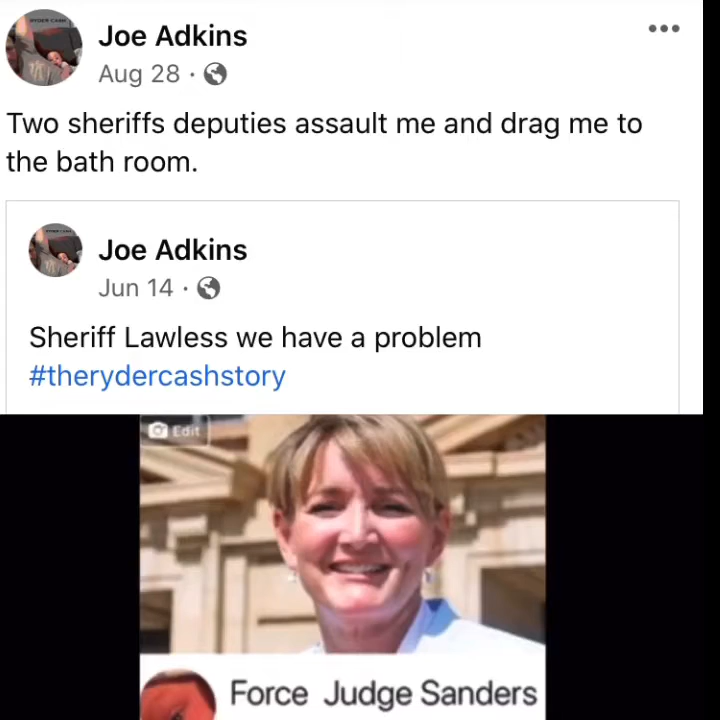 Joe Adkins
Aug 28 ·
Two sheriffs deputies assault me and drag me to
the bath room.
Joe Adkins
Jun 14 ·
Sheriff Lawless we have a problem
#therydercashstory
Edit
Force Judge Sanders